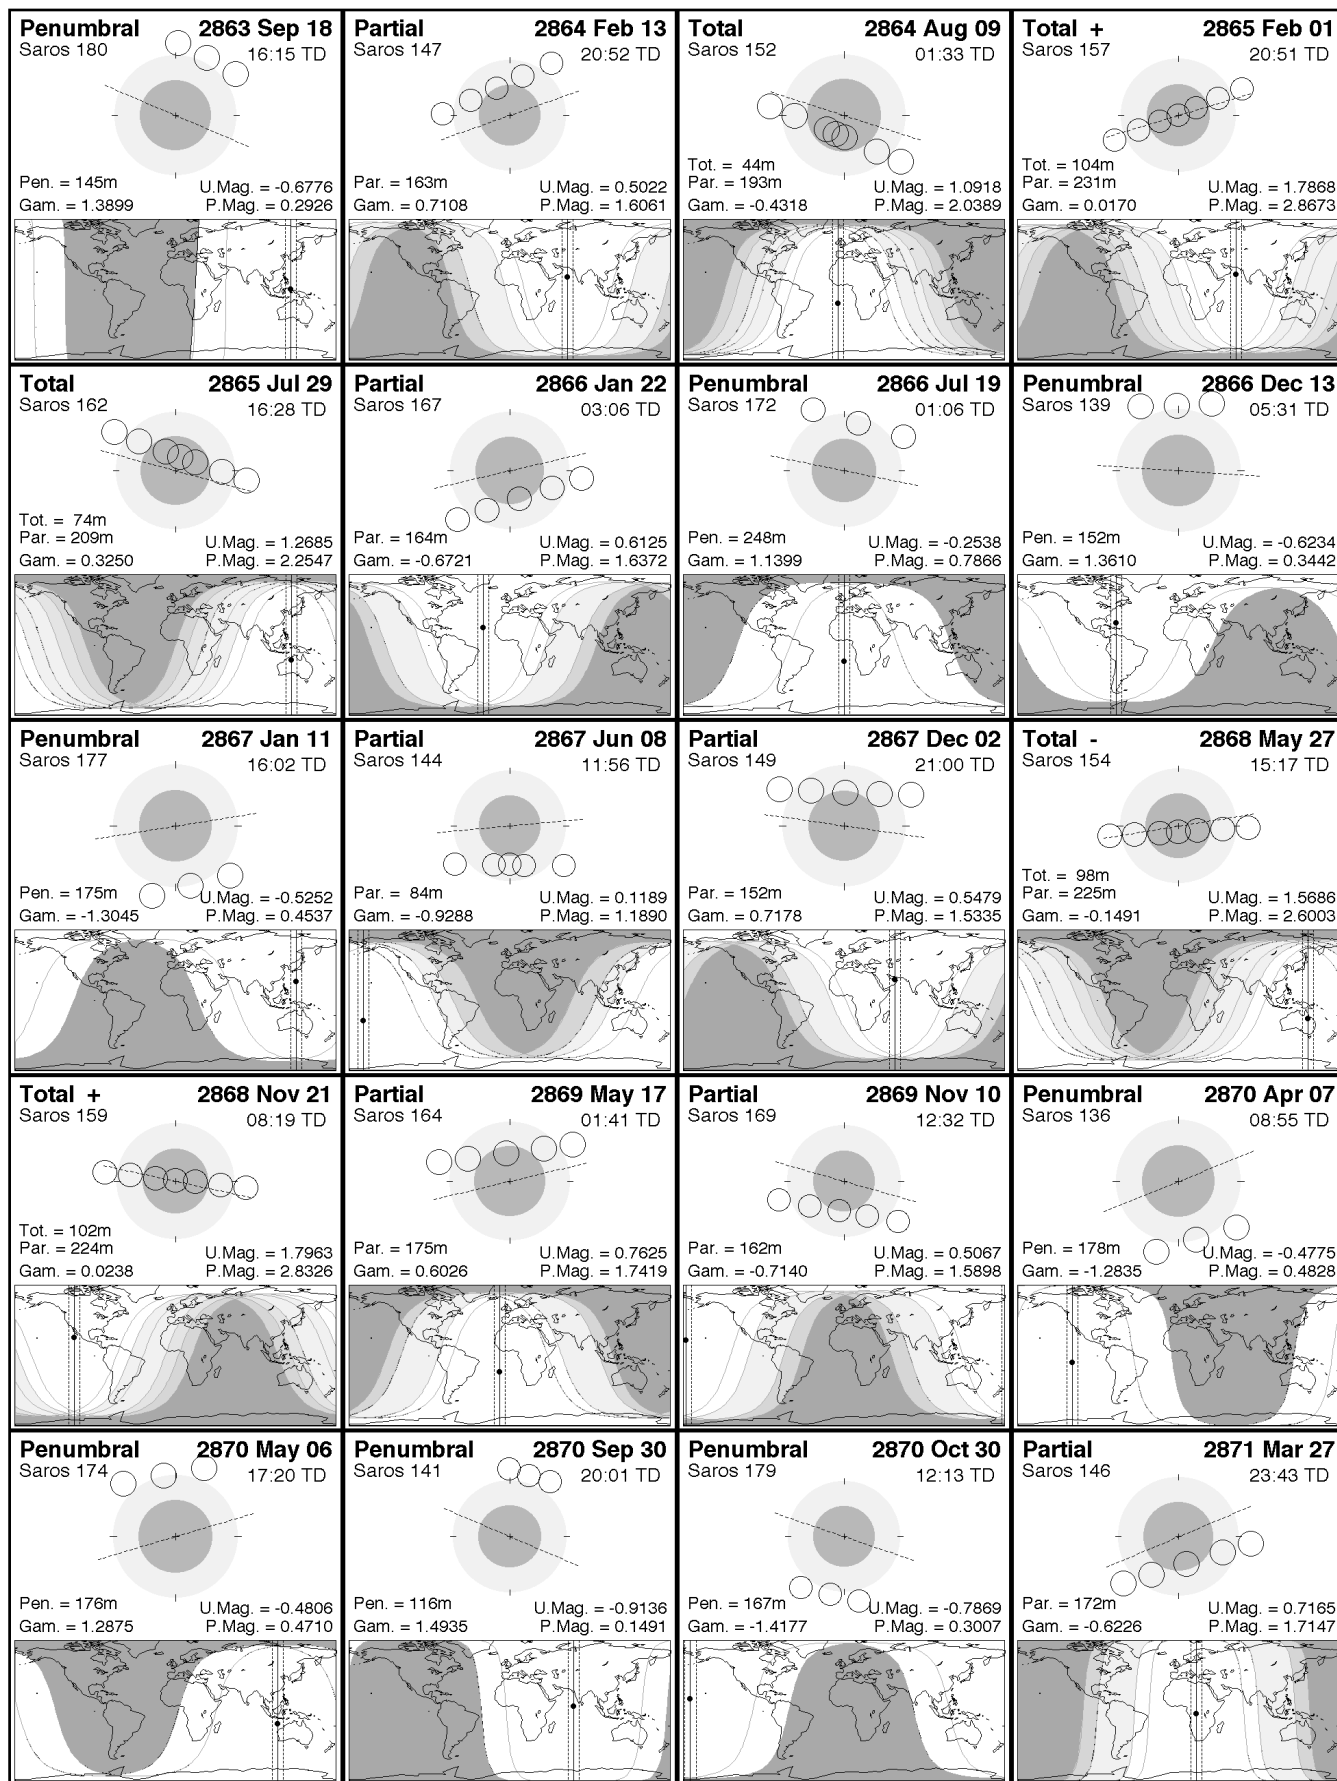 Penumbral 2863 Sep 18
Saros 180 16:15 TD
Pen. = 145m U.Mag. = -0.6776
Gam. = 1.3899 P.Mag. = 0.2926
Partial 2864 Feb 13
Saros 147 20:52 TD
Par. = 163m U.Mag. = 0.5022
Gam. = 0.7108 P.Mag. = 1.6061
Total 2864 Aug 09
Saros 152 01:33 TD
Tot. = 44m
Par. = 193m U.Mag. = 1.0918
Gam. = -0.4318 P.Mag. = 2.0389
Total + 2865 Feb 01
Saros 157 20:51 TD
Tot. = 104m
Par. = 231m U.Mag. = 1.7868
Gam. = 0.0170 P.Mag. = 2.8673
Total 2865 Jul 29
Saros 162 16:28 TD
Tot. = 74m
Par. = 209m U.Mag. = 1.2685
Gam. = 0.3250 P.Mag. = 2.2547
Partial 2866 Jan 22
Saros 167 03:06 TD
Par. = 164m U.Mag. = 0.6125
Gam. = -0.6721 P.Mag. = 1.6372
Penumbral 2866 Jul 19
Saros 172 01:06 TD
Pen. = 248m U.Mag. = -0.2538
Gam. = 1.1399 P.Mag. = 0.7866
Penumbral 2866 Dec 13
Saros 139 05:31 TD
Pen. = 152m U.Mag. = -0.6234
Gam. = 1.3610 P.Mag. = 0.3442
Penumbral 2867 Jan 11
Saros 177 16:02 TD
Pen. = 175m U.Mag. = -0.5252
Gam. = -1.3045 P.Mag. = 0.4537
Partial 2867 Jun 08
Saros 144 11:56 TD
Par. = 84m U.Mag. = 0.1189
Gam. = -0.9288 P.Mag. = 1.1890
Partial 2867 Dec 02
Saros 149 21:00 TD
Par. = 152m U.Mag. = 0.5479
Gam. = 0.7178 P.Mag. = 1.5335
Total - 2868 May 27
Saros 154 15:17 TD
Tot. = 98m
Par. = 225m U.Mag. = 1.5686
Gam. = -0.1491 P.Mag. = 2.6003
Total + 2868 Nov 21
Saros 159 08:19 TD
Tot. = 102m
Par. = 224m U.Mag. = 1.7963
Gam. = 0.0238 P.Mag. = 2.8326
Partial 2869 May 17
Saros 164 01:41 TD
Par. = 175m U.Mag. = 0.7625
Gam. = 0.6026 P.Mag. = 1.7419
Partial 2869 Nov 10
Saros 169 12:32 TD
Par. = 162m U.Mag. = 0.5067
Gam. = -0.7140 P.Mag. = 1.5898
Penumbral 2870 Apr 07
Saros 136 08:55 TD
Pen. = 178m U.Mag. = -0.4775
Gam. = -1.2835 P.Mag. = 0.4828
Penumbral 2870 May 06
Saros 174 17:20 TD
Pen. = 176m U.Mag. = -0.4806
Gam. = 1.2875 P.Mag. = 0.4710
Penumbral 2870 Sep 30
Saros 141 20:01 TD
Pen. = 116m U.Mag. = -0.9136
Gam. = 1.4935 P.Mag. = 0.1491
Penumbral 2870 Oct 30
Saros 179 12:13 TD
Pen. = 167m U.Mag. = -0.7869
Gam. = -1.4177 P.Mag. = 0.3007
Partial 2871 Mar 27
Saros 146 23:43 TD
Par. = 172m U.Mag. = 0.7165
Gam. = -0.6226 P.Mag. = 1.7147